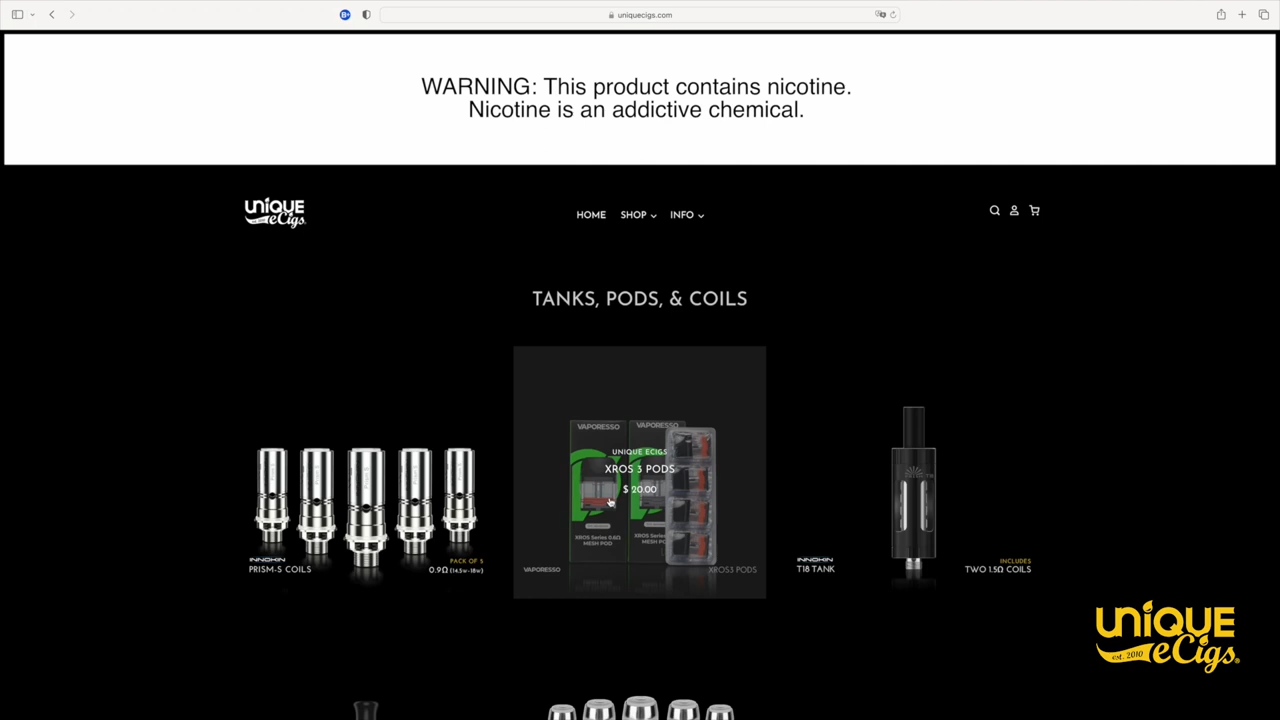 uniquecigs.com
WARNING: This product contains nicotine.
Nicotine is an addictive chemical.
UNIQUE
eCigs
HOME
SHOP
INFO
TANKS, PODS, & COILS
INNOKIN
PRISM-S COILS
PACK OF 5
0.9Ω (14.5W-18W)
VAPORESSO
VAPORESSO
UNIQUE ECIGS
XROS 3 PODS
$ 20.00
XROS Series 0.6Ω
MESH POD
XROS Series
MESH
VAPORESSO
XROS3 PODS
INNOKIN
T18 TANK
INCLUDES
TWO 1.5Ω COILS
UNIQUE
est. 2010
eCigs®